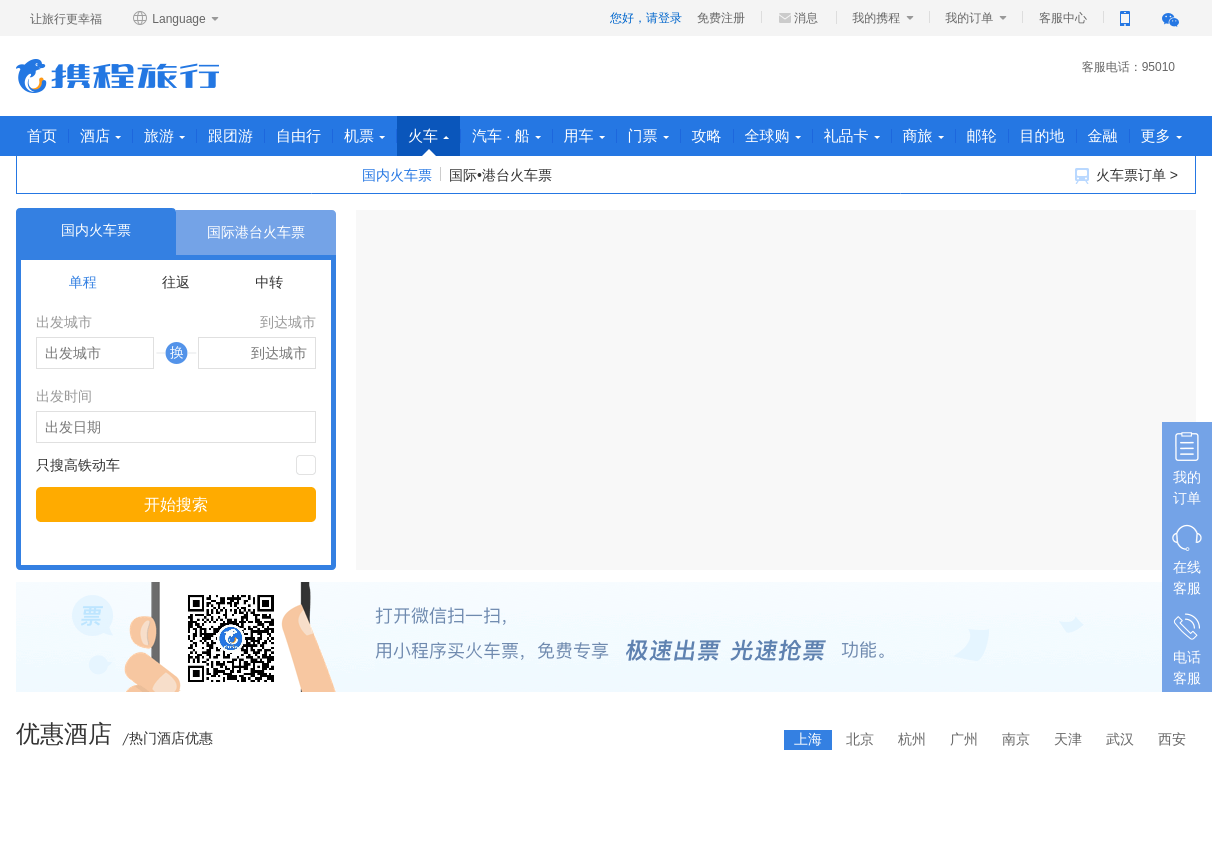 让旅行更幸福 Language 您好，请登录 免费注册 消息 我的携程 我的订单 客服中心
携程旅行 客服电话：95010
首页 酒店 旅游 跟团游 自由行 机票 火车 汽车 · 船 用车 门票 攻略 全球购 礼品卡 商旅 邮轮 目的地 金融 更多
国内火车票 国际•港台火车票 火车票订单 >
国内火车票 国际港台火车票
单程 往返 中转
出发城市 到达城市
出发城市 换 到达城市
出发时间
出发日期
只搜高铁动车
开始搜索
我的
订单
在线
客服
电话
客服
票
打开微信扫一扫，
用小程序买火车票，免费专享 极速出票 光速抢票 功能。
优惠酒店 /热门酒店优惠 上海 北京 杭州 广州 南京 天津 武汉 西安